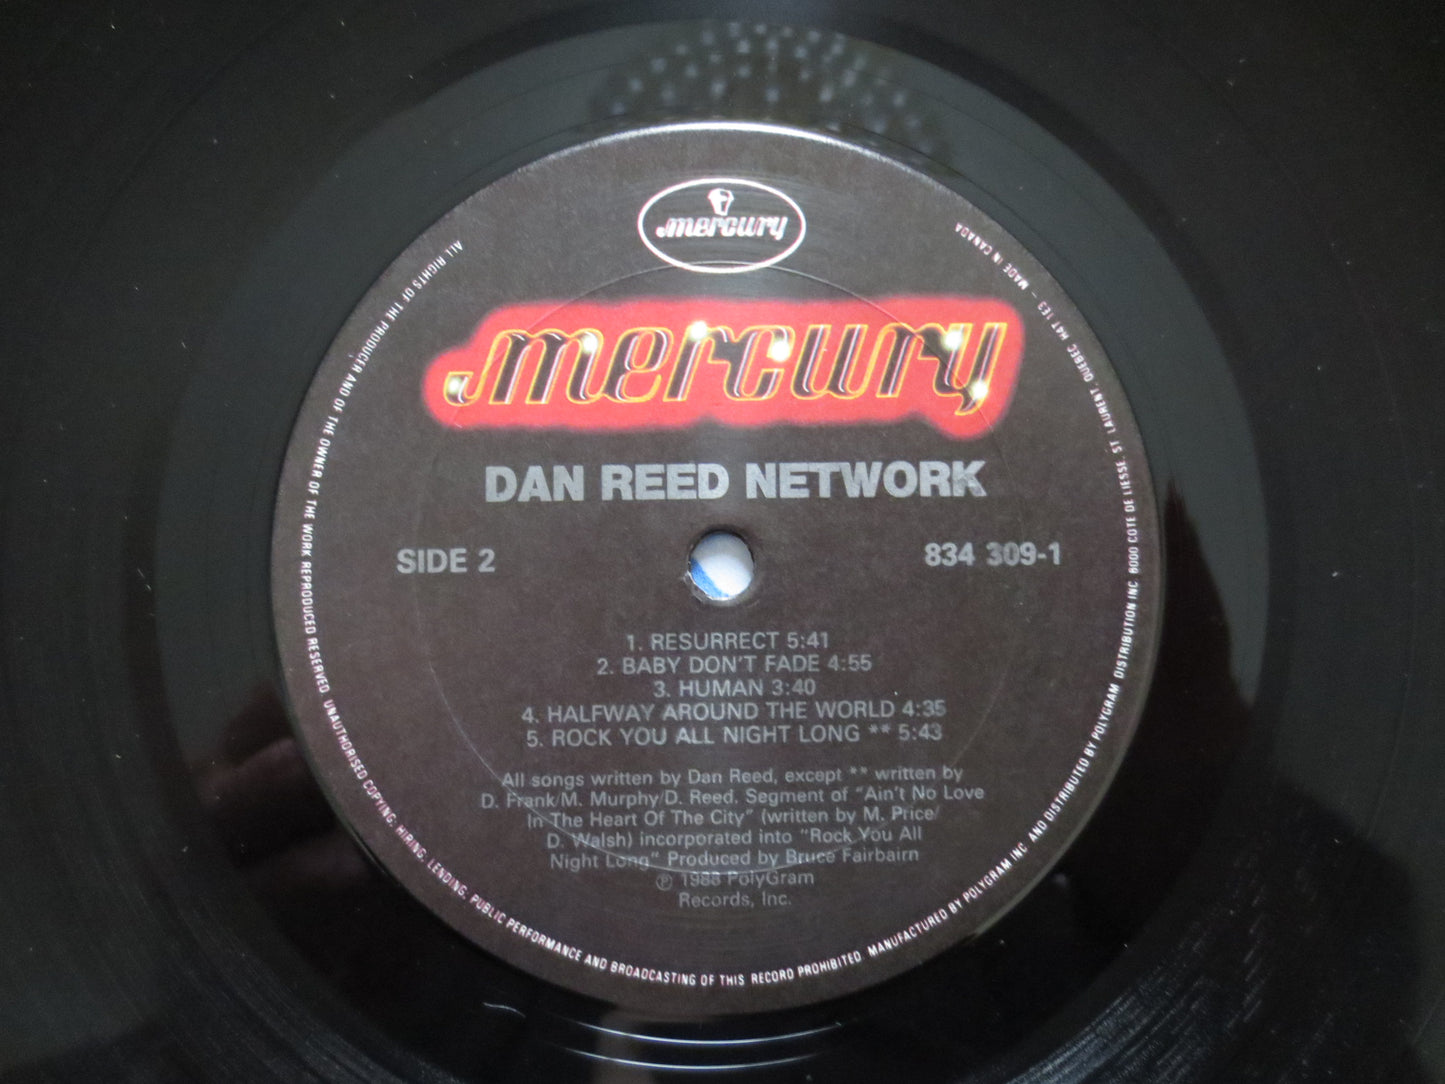 mercury
mercury
DAN REED NETWORK
SIDE 2
834 309-1
1. RESURRECT 5:41
2. BABY DON'T FADE 4:55
3. HUMAN 3:40
4. HALFWAY AROUND THE WORLD 4:35
5. ROCK YOU ALL NIGHT LONG ** 5:43
All songs written by Dan Reed, except ** written by
D. Frank/M. Murphy/D. Reed. Segment of "Ain't No Love
In The Heart Of The City" (written by M. Price/
D. Walsh) incorporated into "Rock You All
Night Long" Produced by Bruce Fairbairn
℗ 1988 PolyGram
Records, Inc.
ALL RIGHTS OF THE PRODUCER AND OF THE OWNER OF THE WORK REPRODUCED RESERVED. UNAUTHORISED COPYING, HIRING, LENDING, PUBLIC PERFORMANCE AND BROADCASTING OF THIS RECORD PROHIBITED. MANUFACTURED BY POLYGRAM INC. AND DISTRIBUTED BY POLYGRAM DISTRIBUTION INC. 6000 COTE DE LIESSE, ST. LAURENT, QUEBEC H4T 1E3 – MADE IN CANADA